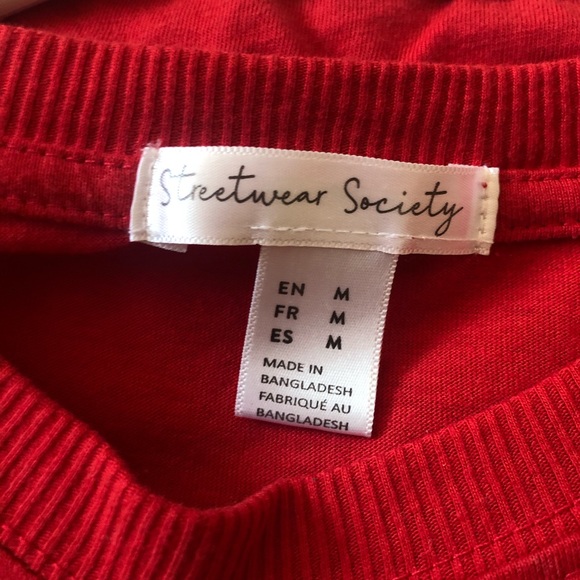 Streetwear Society
EN M
FR M
ES M
MADE IN
BANGLADESH
FABRIQUÉ AU
BANGLADESH